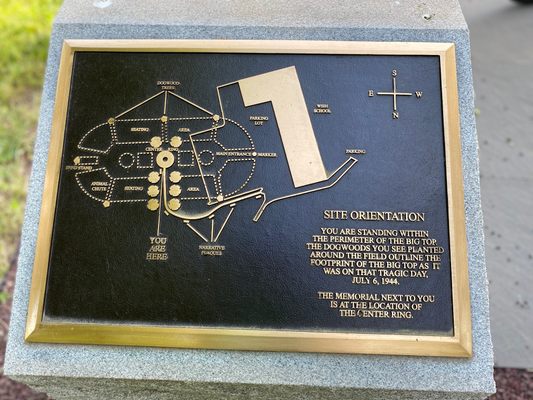 DOGWOOD
TREES
SEATING
AREA
CENTER
RING
PARKING
LOT
WISH
SCHOOL
S
E
W
N
MAIN ENTRANCE
MARKER
PARKING
ANIMAL
CHUTE
SEATING
AREA
YOU
ARE
HERE
NARRATIVE
PLAQUES
SITE ORIENTATION
YOU ARE STANDING WITHIN
THE PERIMETER OF THE BIG TOP.
THE DOGWOODS YOU SEE PLANTED
AROUND THE FIELD OUTLINE THE
FOOTPRINT OF THE BIG TOP AS IT
WAS ON THAT TRAGIC DAY,
JULY 6, 1944.
THE MEMORIAL NEXT TO YOU
IS AT THE LOCATION OF
THE CENTER RING.